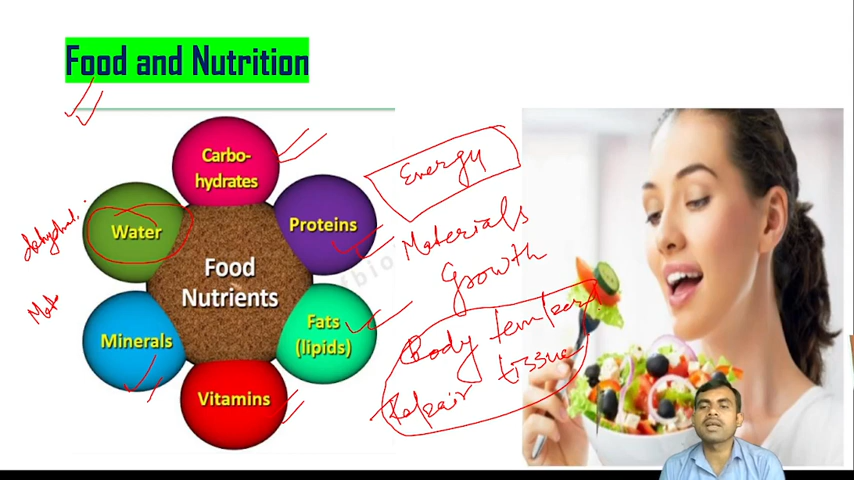 Food and Nutrition
Carbo-
hydrates
Water
Proteins
Food
Nutrients
Minerals
Fats
(lipids)
Vitamins
Energy
Materials
Growth
Body temper
Repair tissue